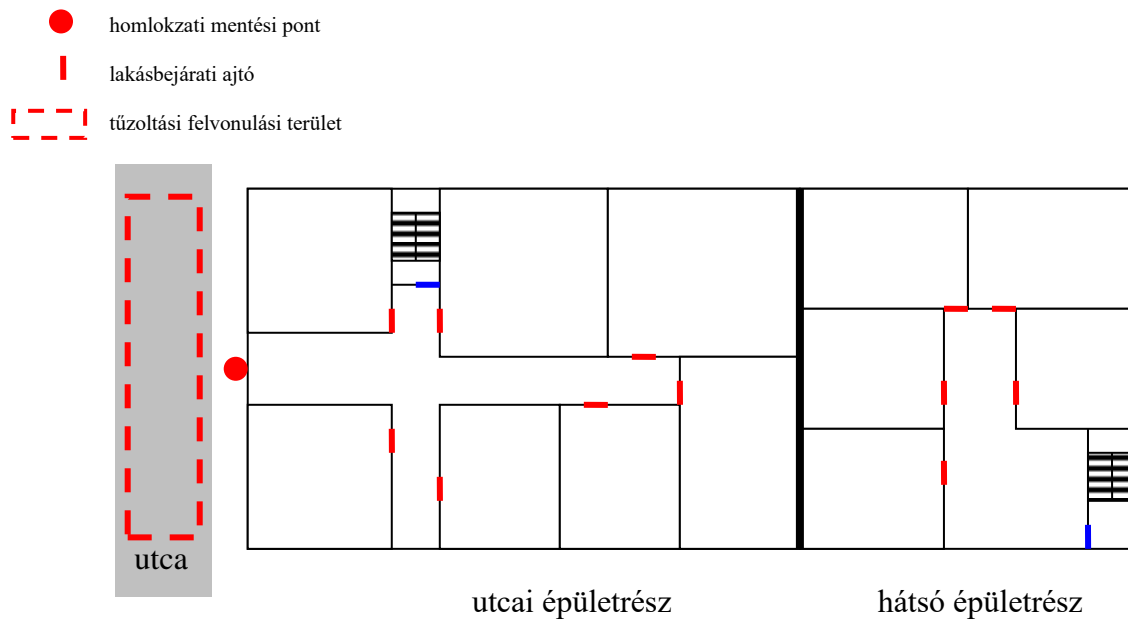 homlokzati mentési pont
lakásbejárati ajtó
tűzoltási felvonulási terület
utca
utcai épületrész
hátsó épületrész